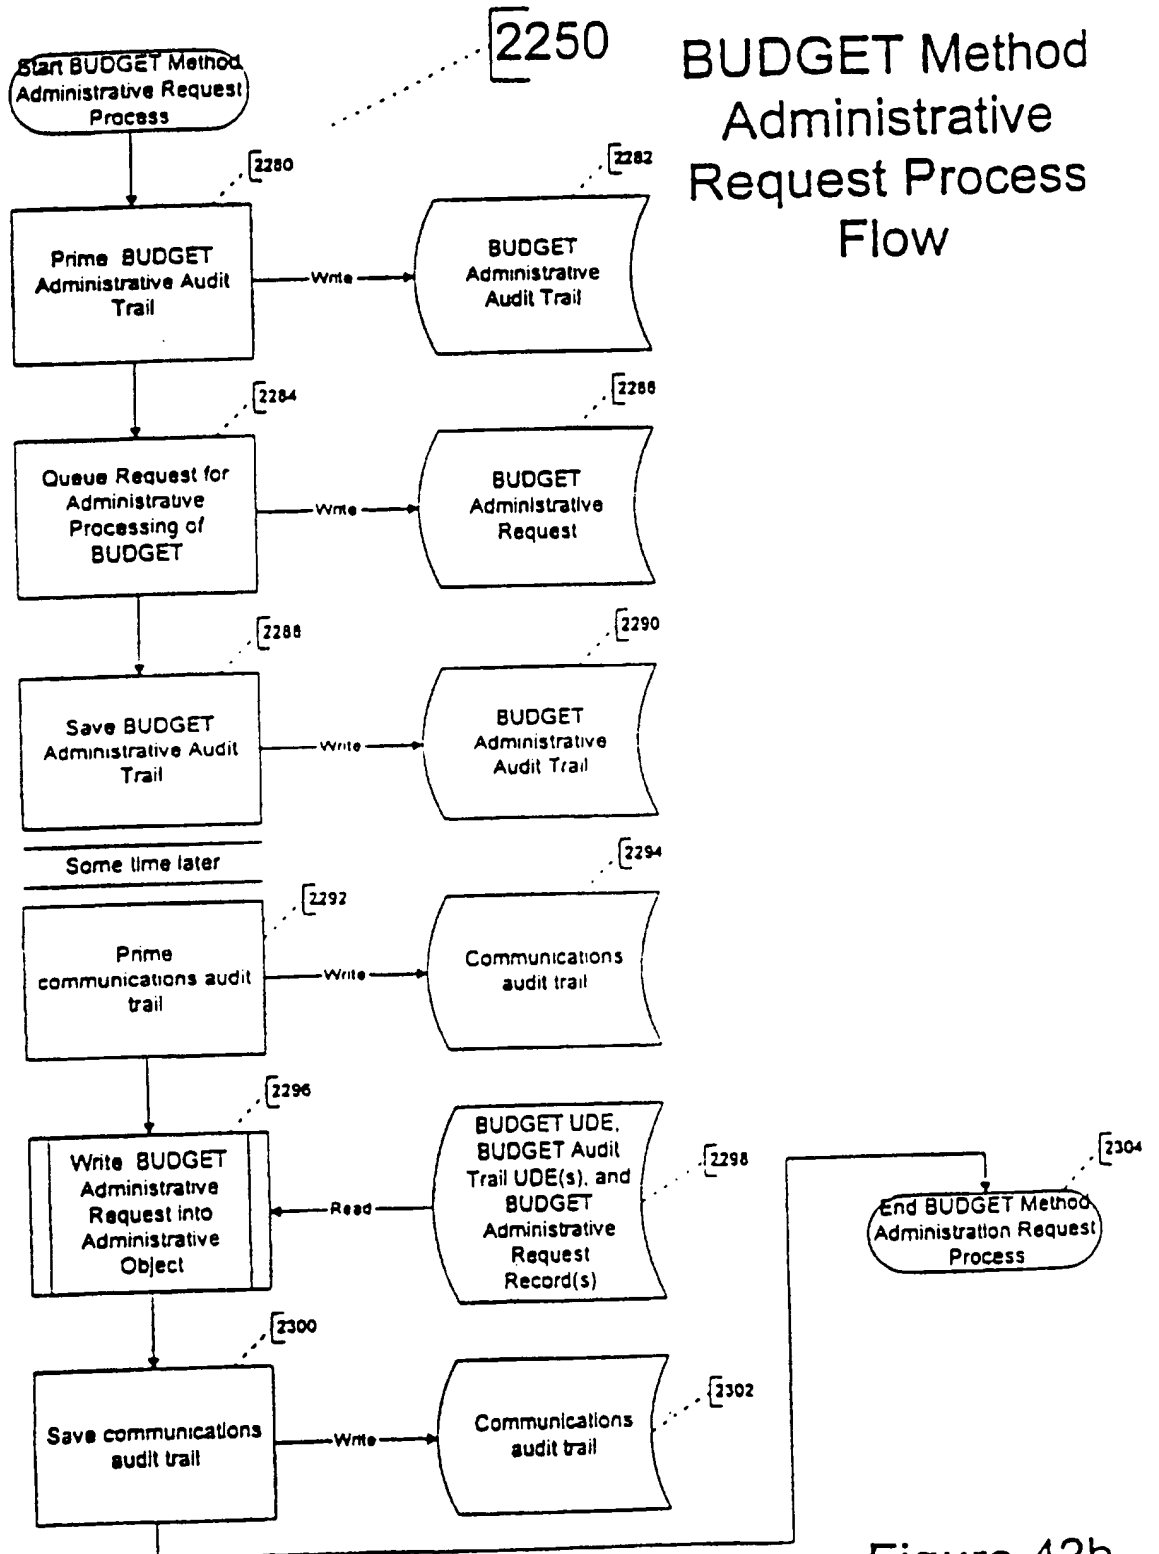 2250
BUDGET Method
Administrative
Request Process
Flow
Start BUDGET Method
Administrative Request
Process
2280
2282
Prime BUDGET
Administrative Audit
Trail
Write
BUDGET
Administrative
Audit Trail
2284
2286
Queue Request for
Administrative
Processing of
BUDGET
Write
BUDGET
Administrative
Request
2288
2290
Save BUDGET
Administrative Audit
Trail
Write
BUDGET
Administrative
Audit Trail
Some time later
2292
2294
Prime
communications audit
trail
Write
Communications
audit trail
2296
2298
Write BUDGET
Administrative
Request into
Administrative
Object
Read
BUDGET UDE,
BUDGET Audit
Trail UDE(s), and
BUDGET
Administrative
Request
Record(s)
2304
End BUDGET Method
Administration Request
Process
2300
2302
Save communications
audit trail
Write
Communications
audit trail
Figure 42b